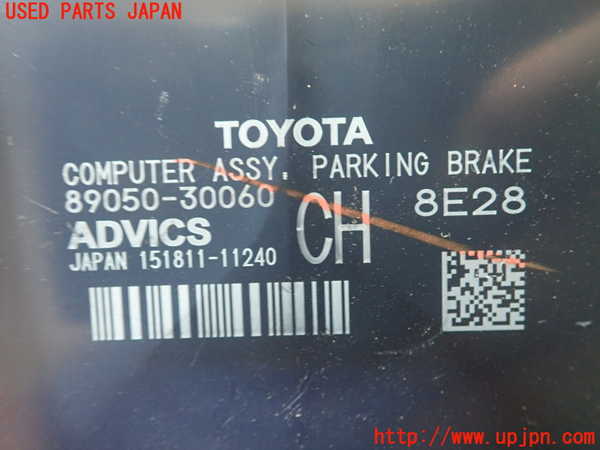 USED PARTS JAPAN
TOYOTA
COMPUTER ASSY, PARKING BRAKE
89050-30060 CH 8E28
ADVICS
JAPAN 151811-11240
http://www.upjpn.com/